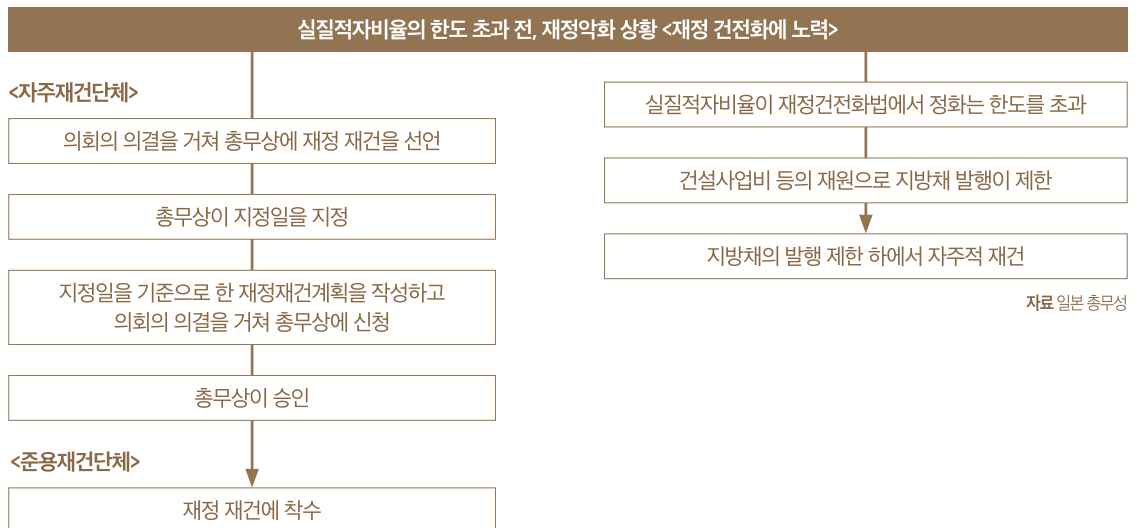 실질적자비율의 한도 초과 전, 재정악화 상황 <재정 건전화에 노력>
<자주재건단체>
의회의 의결을 거쳐 총무상에 재정 재건을 선언
총무상이 지정일을 지정
지정일을 기준으로 한 재정재건계획을 작성하고
의회의 의결을 거쳐 총무상에 신청
총무상이 승인
<준용재건단체>
재정 재건에 착수
실질적자비율이 재정건전화법에서 정화는 한도를 초과
건설사업비 등의 재원으로 지방채 발행이 제한
지방채의 발행 제한 하에서 자주적 재건
자료 일본 총무성